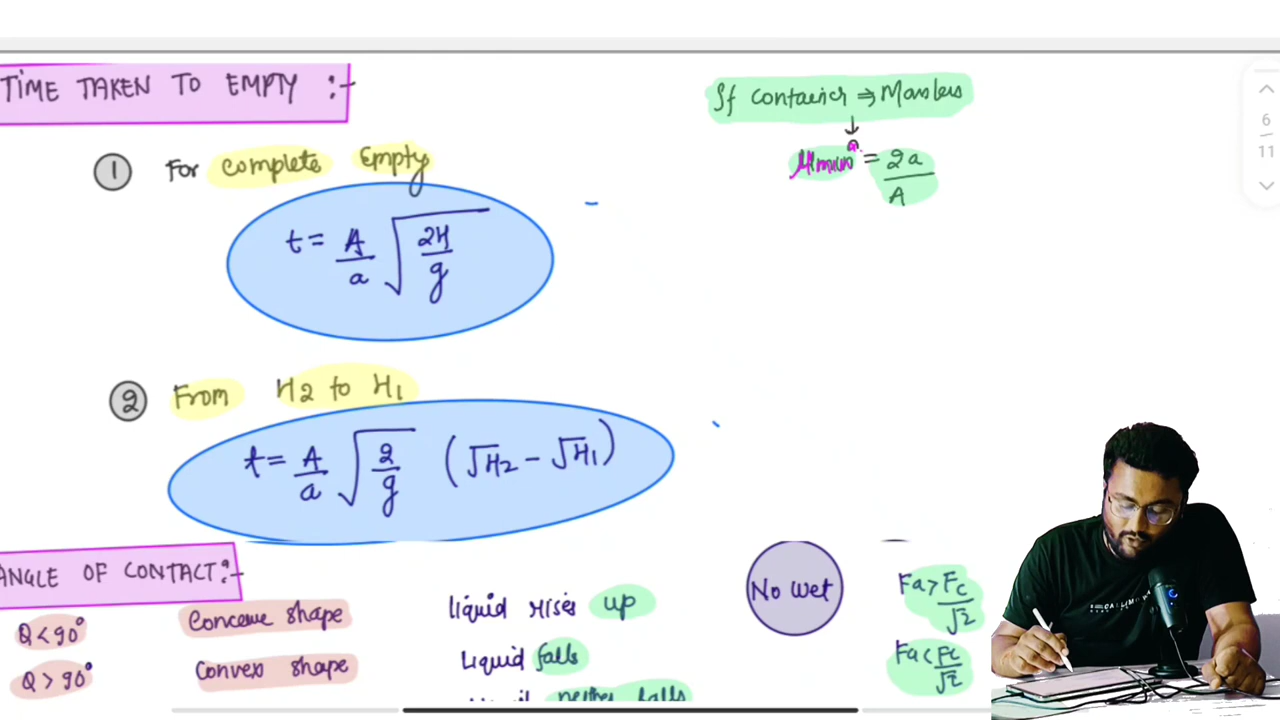 TIME TAKEN TO EMPTY :-
① For complete Empty
t = A/a √(2H/g)
② From H2 to H1
t = A/a √(2/g) (√H2 - √H1)
If Container ⇒ Massless
↓
μmin = 2a/A
6
11
ANGLE OF CONTACT:-
Q < 90° Concave shape liquid rises up
Q > 90° Convex shape Liquid falls
No wet
Fa > Fc/√2
Fa < Fc/√2